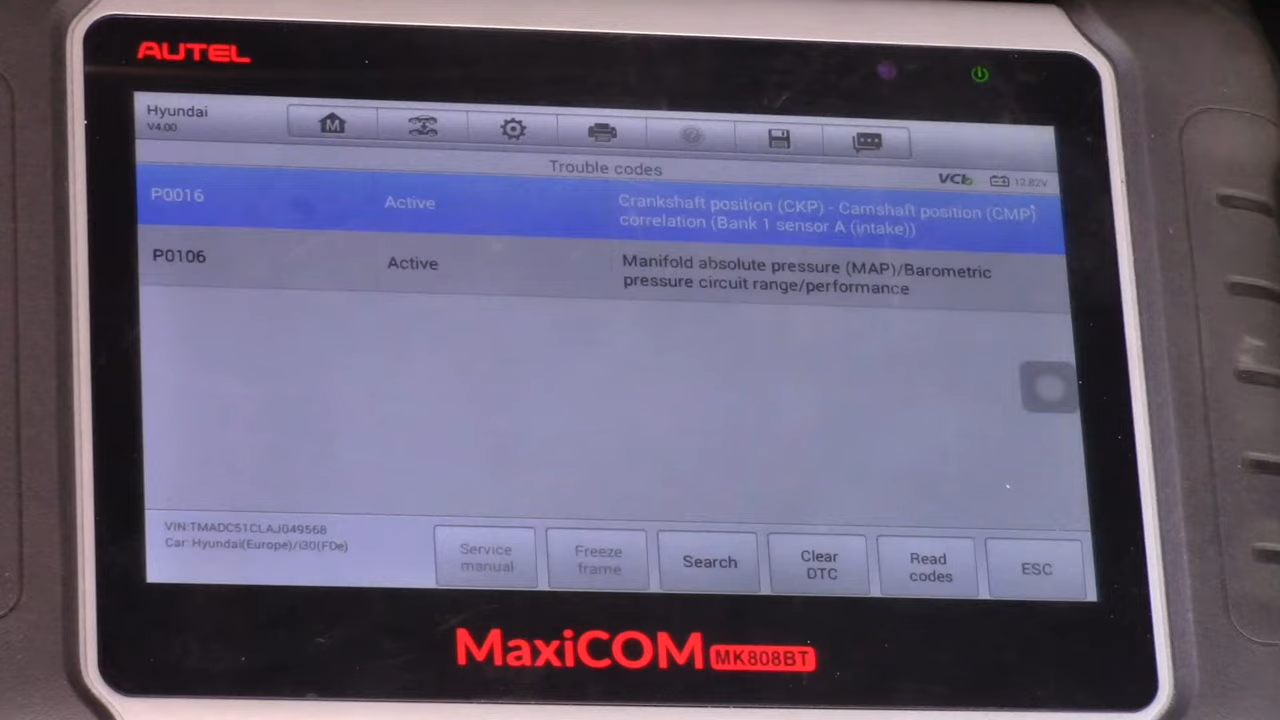 AUTEL
Hyundai
V4.00
M
Trouble codes
VCI
12.82V
P0016 Active Crankshaft position (CKP) - Camshaft position (CMP)
correlation (Bank 1 sensor A (intake))
P0106 Active Manifold absolute pressure (MAP)/Barometric
pressure circuit range/performance
VIN:TMADC51CLAJ049568
Car:Hyundai(Europe)/i30(FDe)
Service
manual
Freeze
frame
Search
Clear
DTC
Read
codes
ESC
MaxiCOM MK808BT